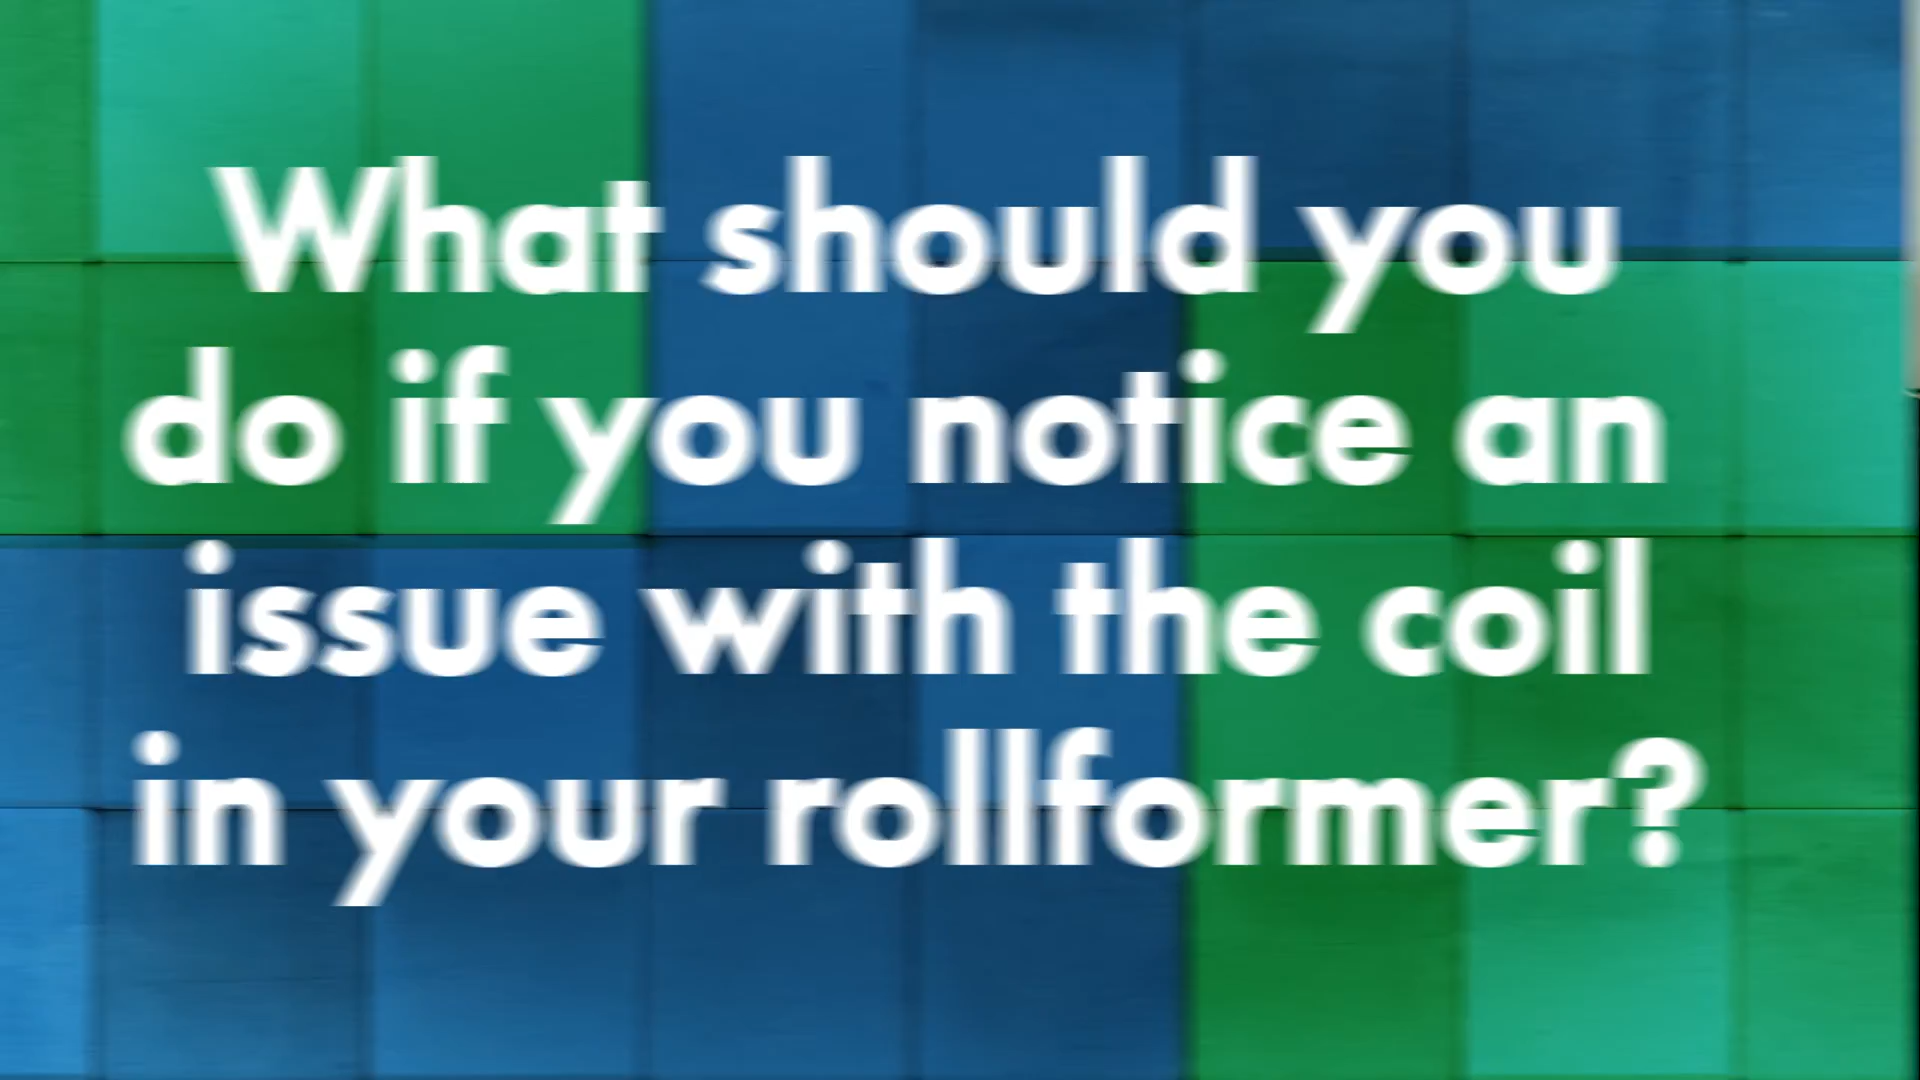 What should you
do if you notice an
issue with the coil
in your rollformer?